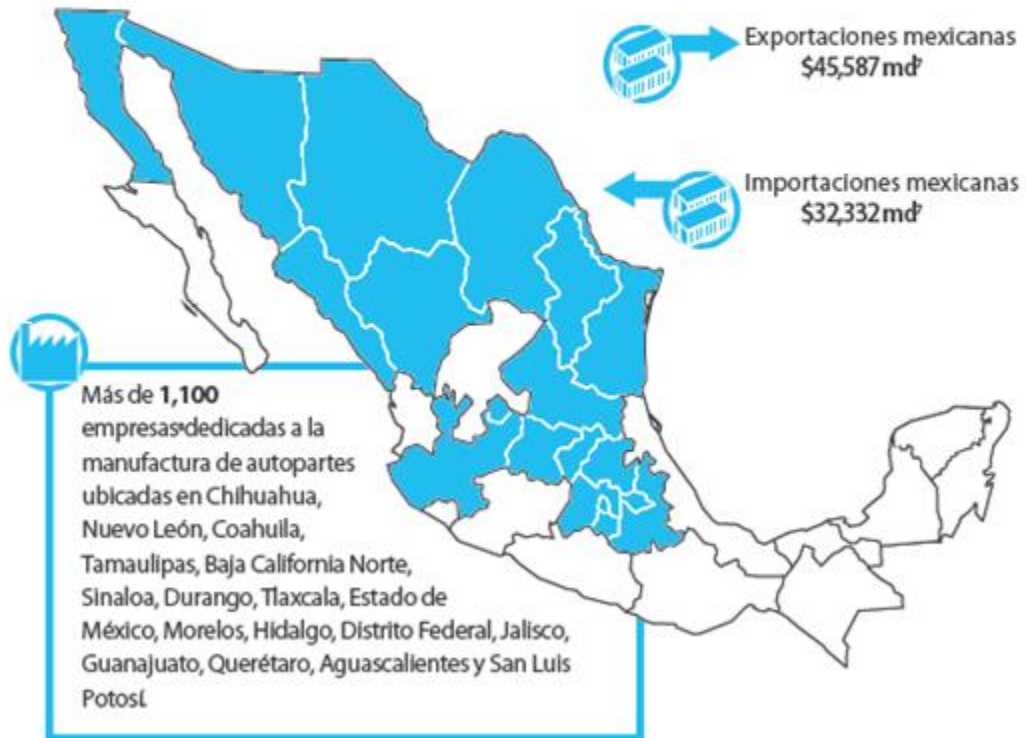 Exportaciones mexicanas
$45,587 md⁷
Importaciones mexicanas
$32,332 md⁷
Más de 1,100
empresas dedicadas a la
manufactura de autopartes
ubicadas en Chihuahua,
Nuevo León, Coahuila,
Tamaulipas, Baja California Norte,
Sinaloa, Durango, Tlaxcala, Estado de
México, Morelos, Hidalgo, Distrito Federal, Jalisco,
Guanajuato, Querétaro, Aguascalientes y San Luis
Potosí.